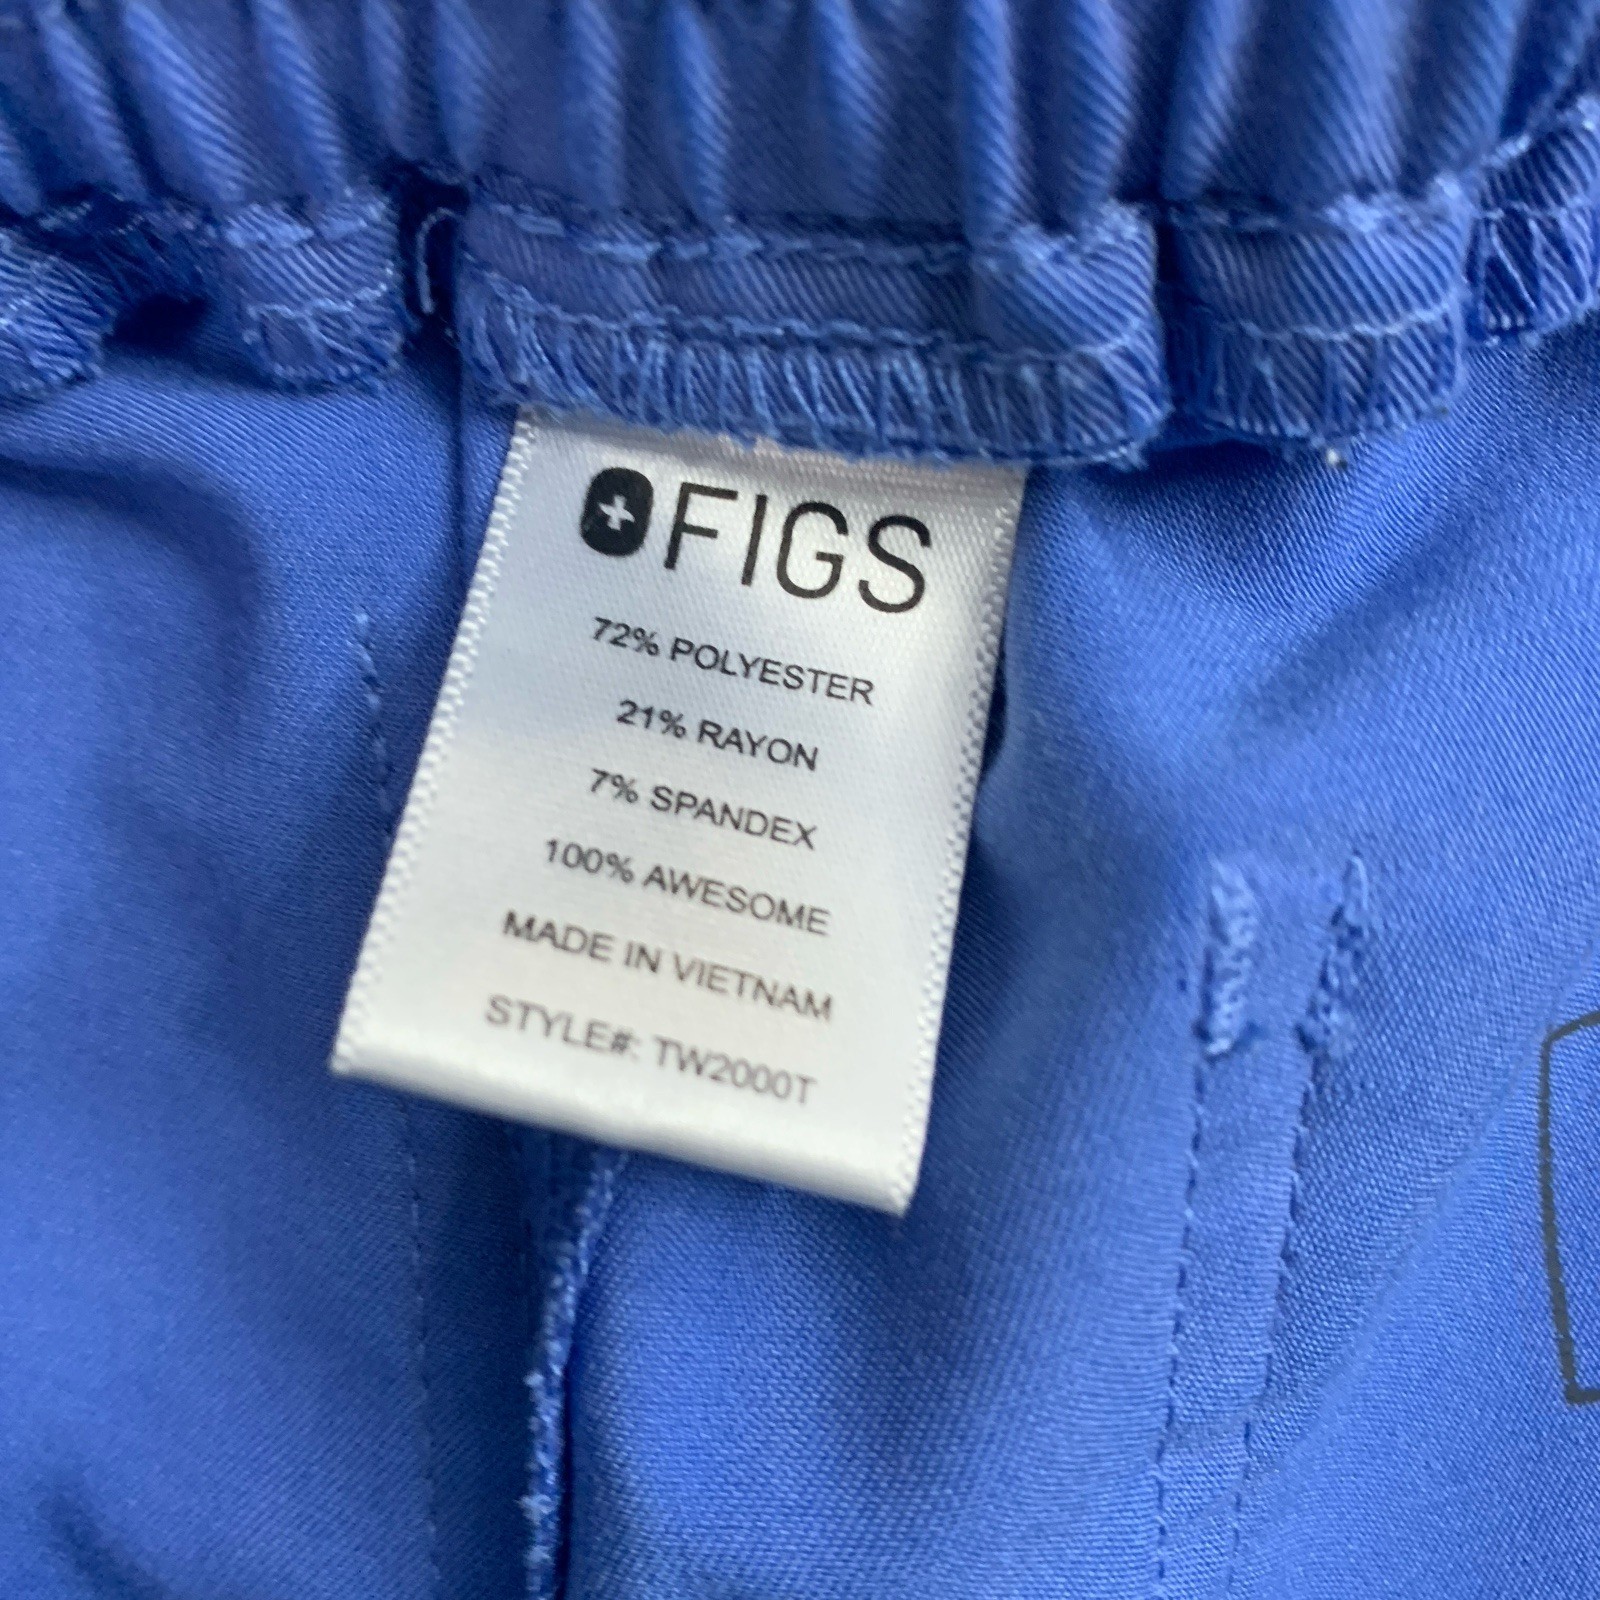 FIGS
72% POLYESTER
21% RAYON
7% SPANDEX
100% AWESOME
MADE IN VIETNAM
STYLE#: TW2000T